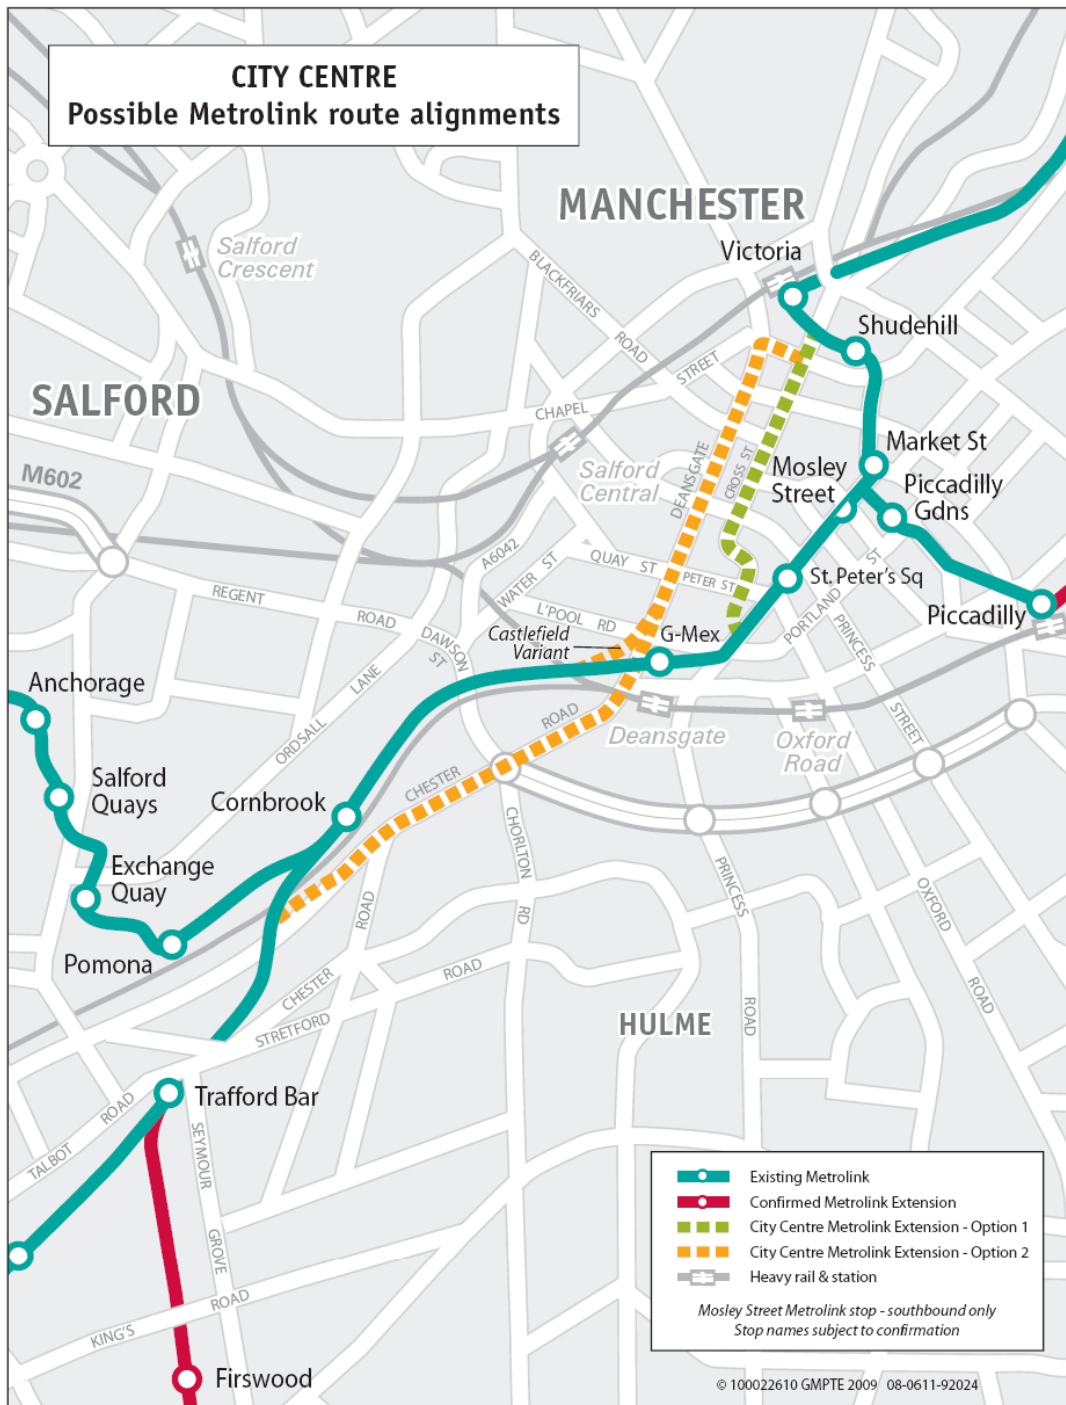 CITY CENTRE
Possible Metrolink route alignments
MANCHESTER
Victoria
Salford
Crescent
BLACKFRIARS
ROAD
Shudehill
STREET
CHAPEL
SALFORD
M602
DEANSGATE
CROSS ST
Market St
Mosley
Street
Piccadilly
Gdns
Salford
Central
A6042
WATER ST
QUAY ST
PETER ST
St. Peter's Sq
PORTLAND ST
Piccadilly
REGENT
ROAD
L'POOL RD
DAWSON
ST
Castlefield
Variant
G-Mex
PRINCESS
STREET
Anchorage
ORDSALL
LANE
ROAD
Deansgate
Oxford
Road
Salford
Quays
Cornbrook
CHESTER
Exchange
Quay
CHORLTON
RD
PRINCESS
ROAD
OXFORD
ROAD
ROAD
Pomona
CHESTER
STRETFORD
ROAD
HULME
Trafford Bar
TALBOT
ROAD
SEYMOUR
GROVE
KING'S
ROAD
Firswood
Existing Metrolink
Confirmed Metrolink Extension
City Centre Metrolink Extension - Option 1
City Centre Metrolink Extension - Option 2
Heavy rail & station
Mosley Street Metrolink stop - southbound only
Stop names subject to confirmation
© 100022610 GMPTE 2009 08-0611-92024